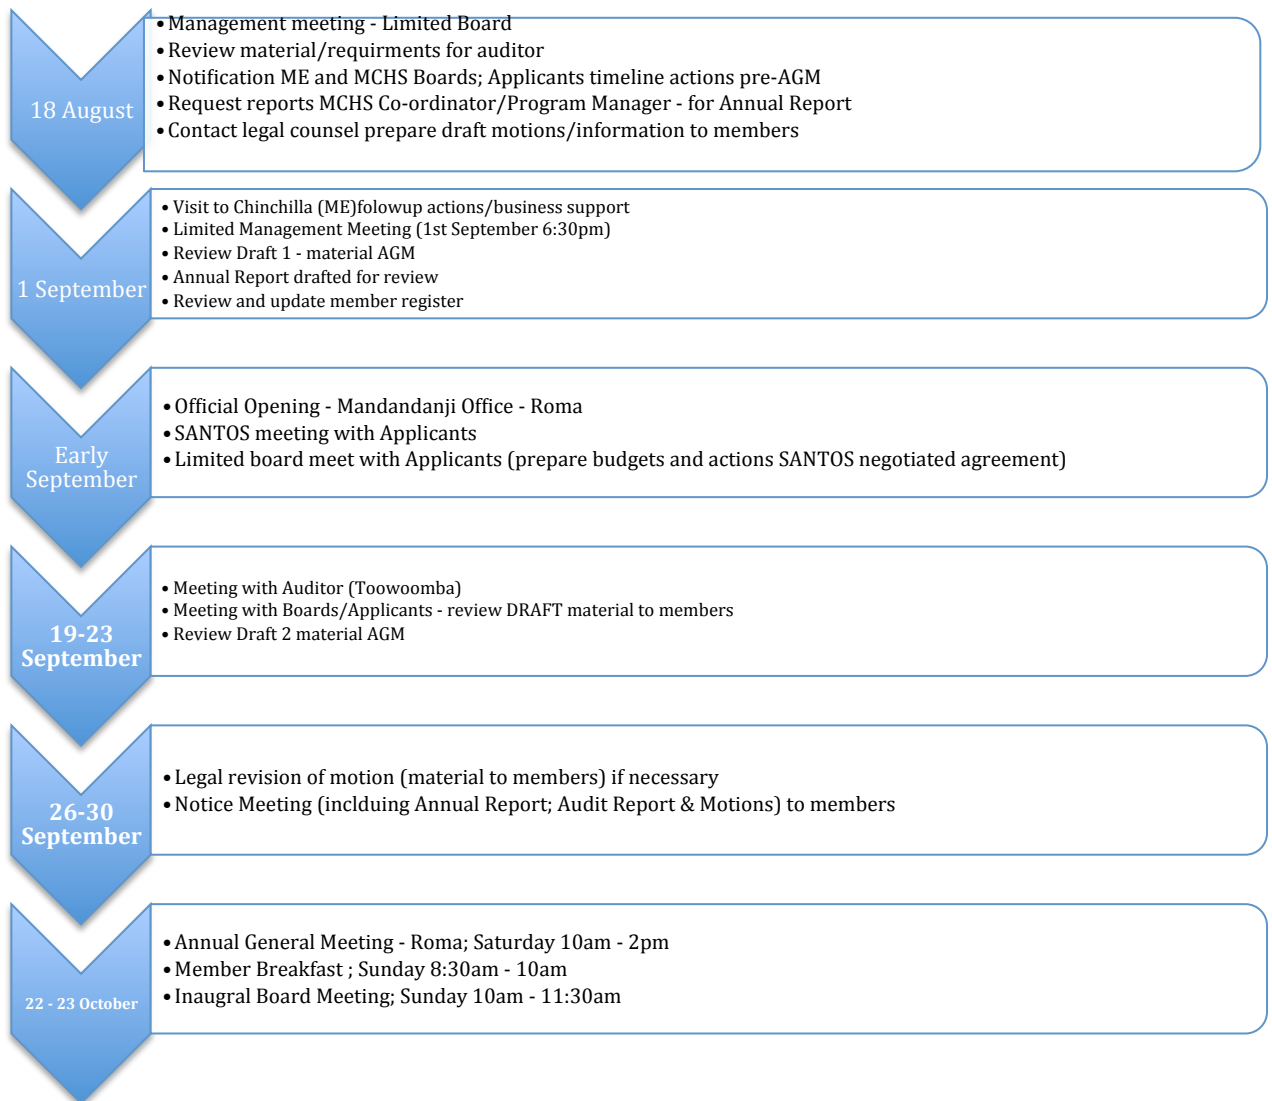 18 August
• Management meeting - Limited Board
• Review material/requirments for auditor
• Notification ME and MCHS Boards; Applicants timeline actions pre-AGM
• Request reports MCHS Co-ordinator/Program Manager - for Annual Report
• Contact legal counsel prepare draft motions/information to members
1 September
• Visit to Chinchilla (ME)folowup actions/business support
• Limited Management Meeting (1st September 6:30pm)
• Review Draft 1 - material AGM
• Annual Report drafted for review
• Review and update member register
Early
September
• Official Opening - Mandandanji Office - Roma
• SANTOS meeting with Applicants
• Limited board meet with Applicants (prepare budgets and actions SANTOS negotiated agreement)
19-23
September
• Meeting with Auditor (Toowoomba)
• Meeting with Boards/Applicants - review DRAFT material to members
• Review Draft 2 material AGM
26-30
September
• Legal revision of motion (material to members) if necessary
• Notice Meeting (inclduing Annual Report; Audit Report & Motions) to members
22 - 23 October
• Annual General Meeting - Roma; Saturday 10am - 2pm
• Member Breakfast ; Sunday 8:30am - 10am
• Inaugral Board Meeting; Sunday 10am - 11:30am